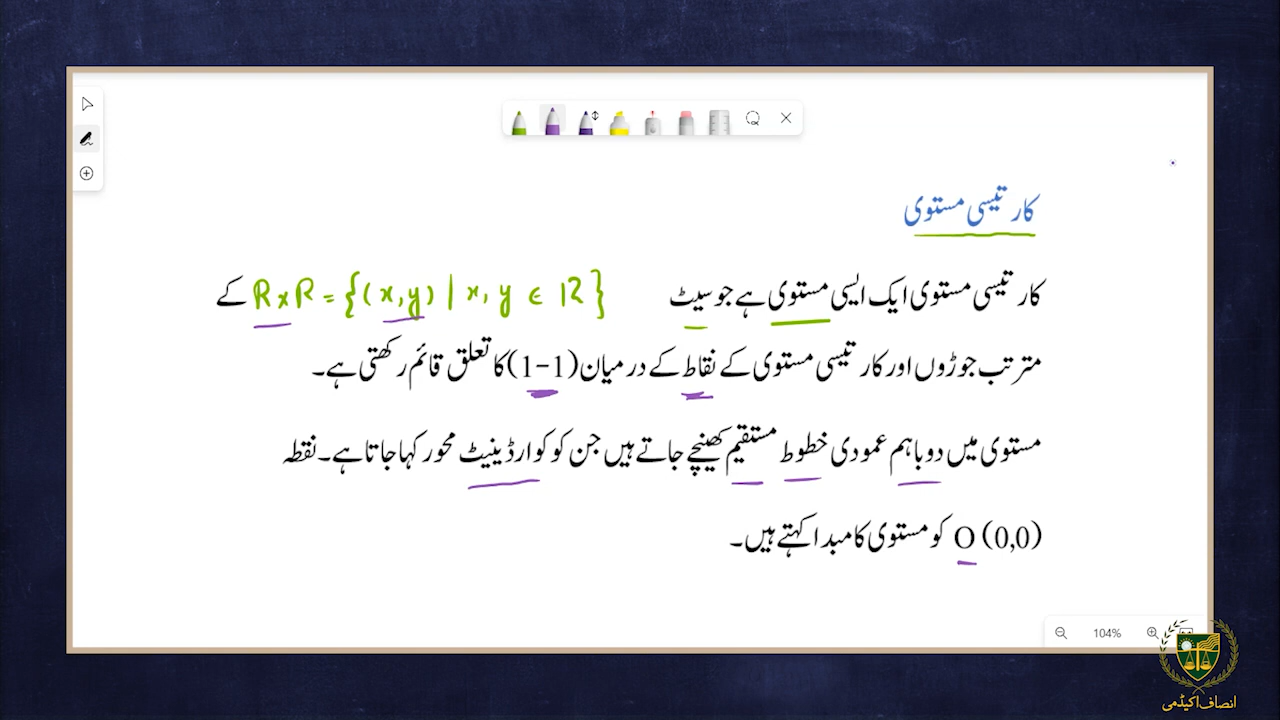 کارتیسی مستوی
کارتیسی مستوی ایک ایسی مستوی ہے جو سیٹ R×R = {(x,y) | x, y ∈ R} کے
مترتب جوڑوں اور کارتیسی مستوی کے نقاط کے درمیان (1-1) کا تعلق قائم رکھتی ہے۔
مستوی میں دو باہم عمودی خطوط مستقیم کھینچے جاتے ہیں جن کو کوارڈینیٹ محور کہا جاتا ہے۔ نقطہ
O (0,0) کو مستوی کا مبدا کہتے ہیں۔
104%
انصاف اکیڈمی